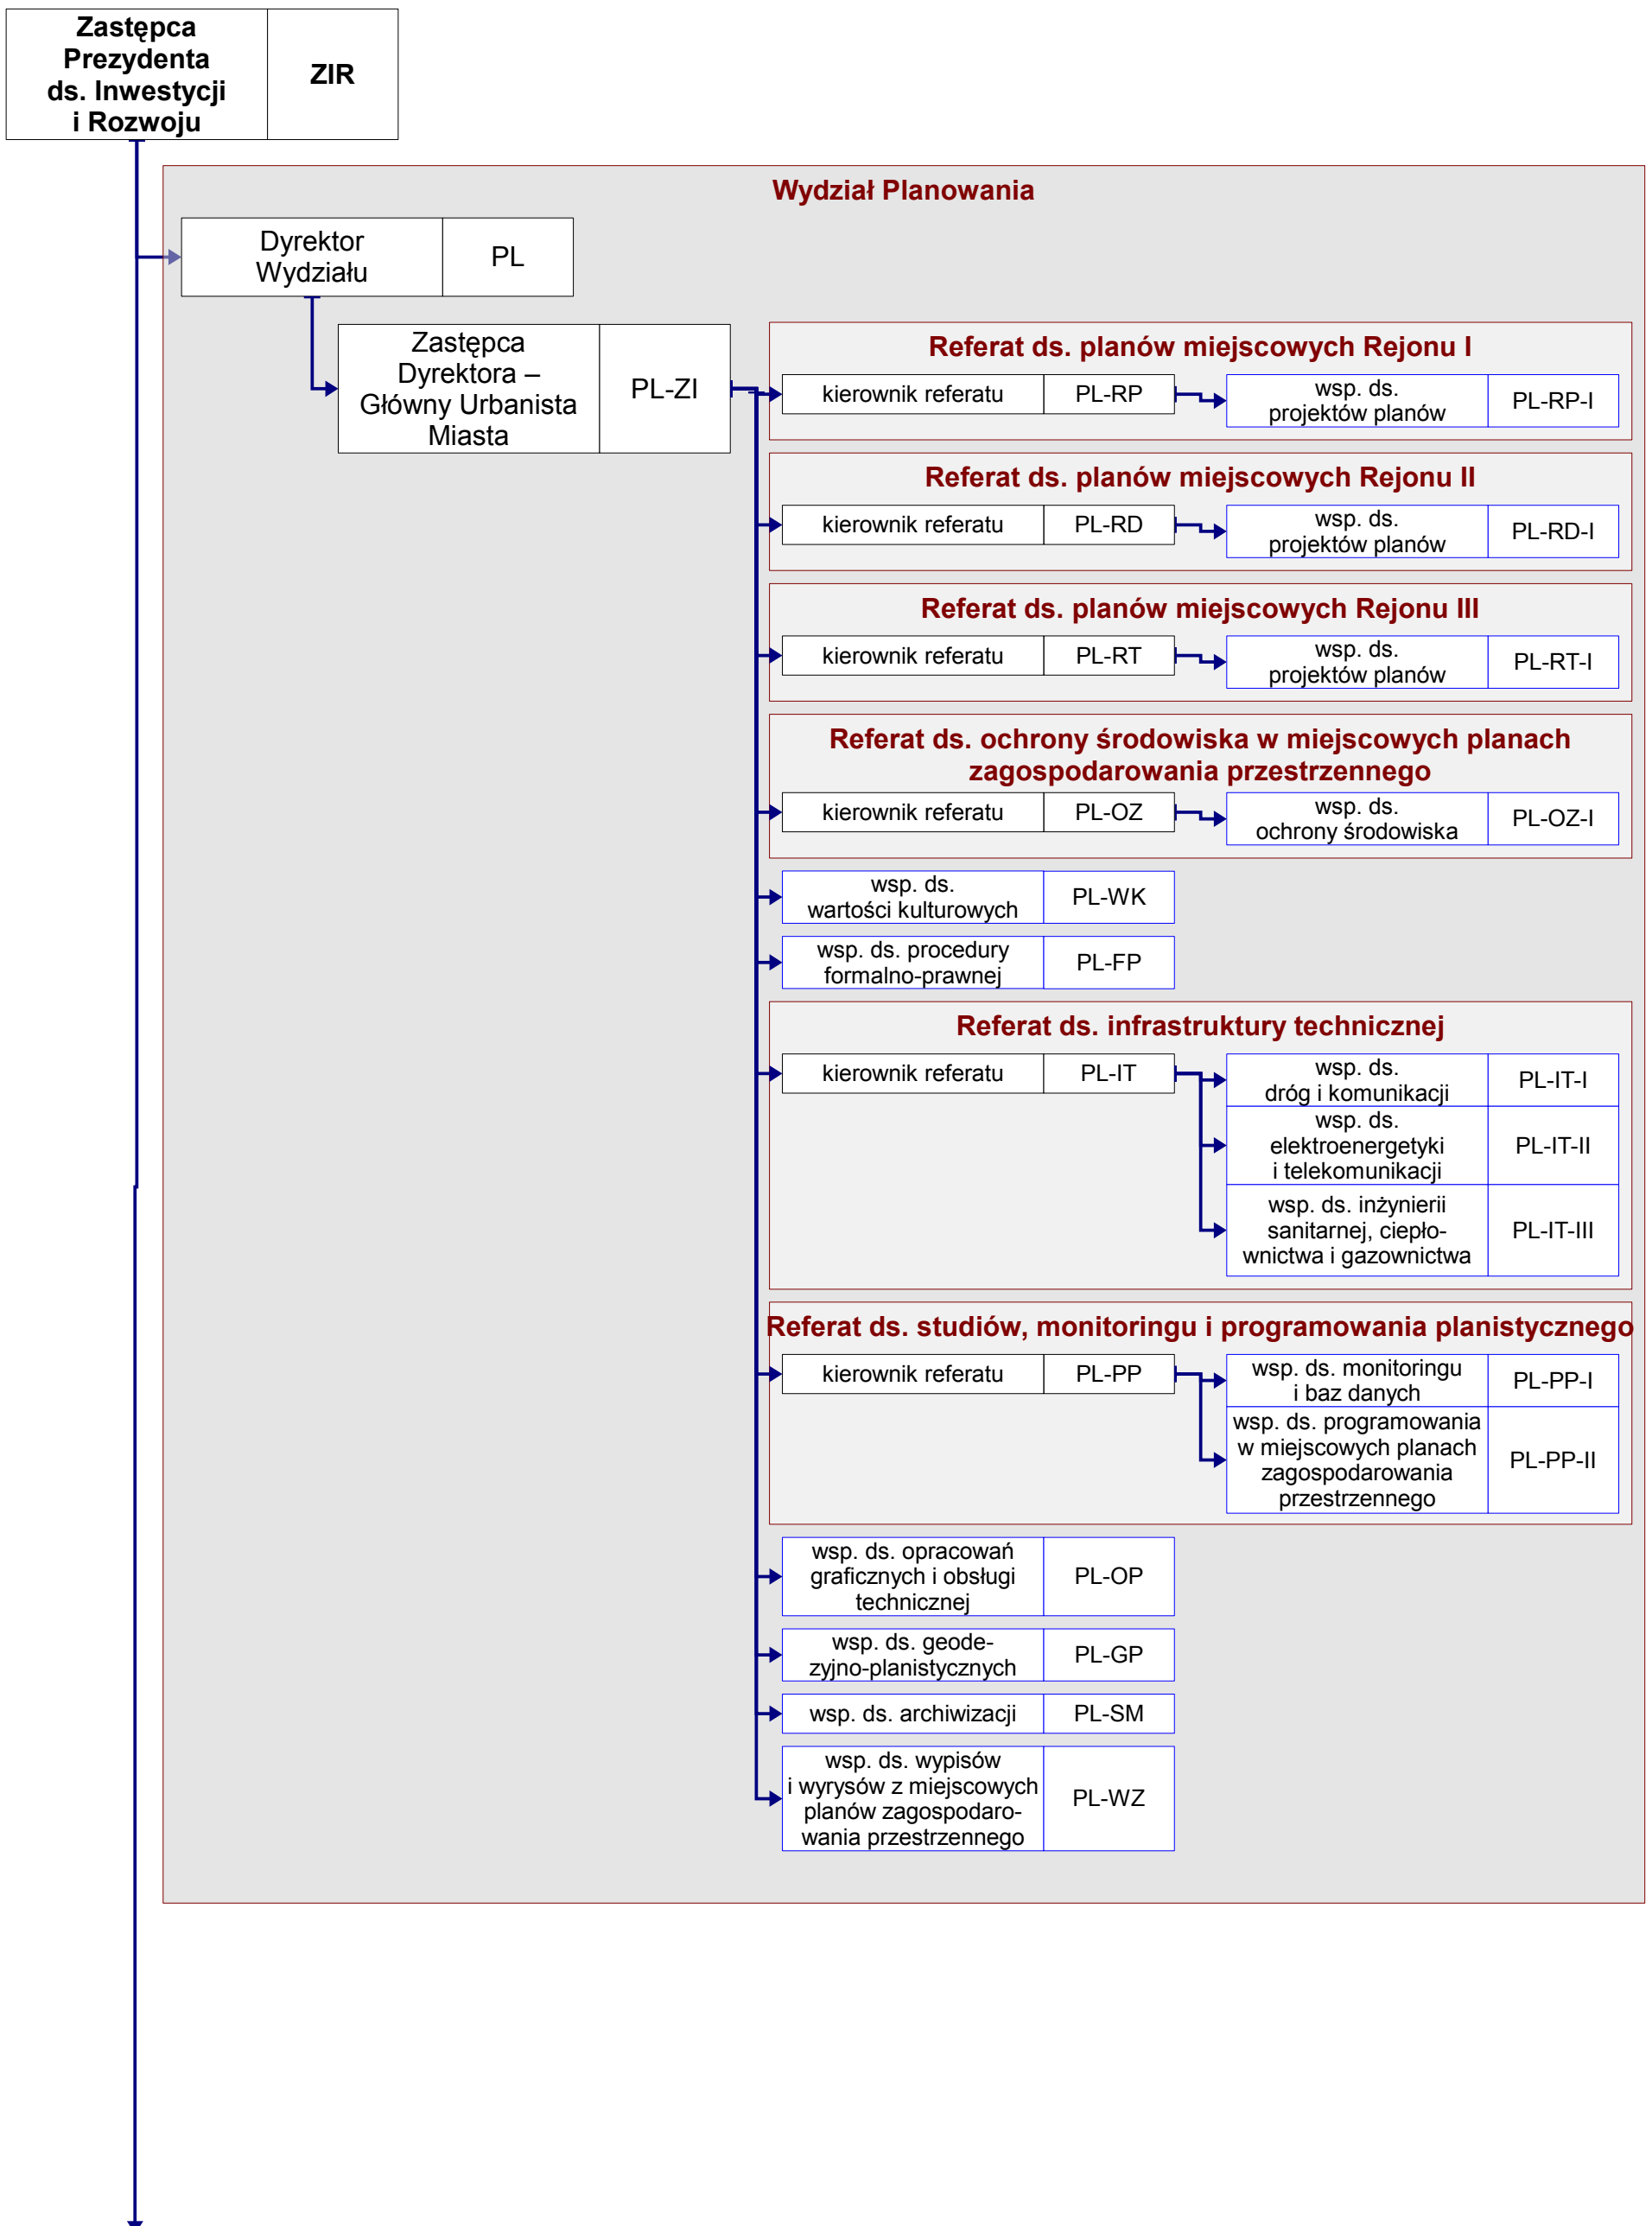 Zastępca
Prezydenta
ds. Inwestycji
i Rozwoju
ZIR
Wydział Planowania
Dyrektor
Wydziału
PL
Zastępca
Dyrektora –
Główny Urbanista
Miasta
PL-ZI
Referat ds. planów miejscowych Rejonu I
kierownik referatu
PL-RP
wsp. ds.
projektów planów
PL-RP-I
Referat ds. planów miejscowych Rejonu II
kierownik referatu
PL-RD
wsp. ds.
projektów planów
PL-RD-I
Referat ds. planów miejscowych Rejonu III
kierownik referatu
PL-RT
wsp. ds.
projektów planów
PL-RT-I
Referat ds. ochrony środowiska w miejscowych planach
zagospodarowania przestrzennego
kierownik referatu
PL-OZ
wsp. ds.
ochrony środowiska
PL-OZ-I
wsp. ds.
wartości kulturowych
PL-WK
wsp. ds. procedury
formalno-prawnej
PL-FP
Referat ds. infrastruktury technicznej
kierownik referatu
PL-IT
wsp. ds.
dróg i komunikacji
PL-IT-I
wsp. ds.
elektroenergetyki
i telekomunikacji
PL-IT-II
wsp. ds. inżynierii
sanitarnej, ciepło-
wnictwa i gazownictwa
PL-IT-III
Referat ds. studiów, monitoringu i programowania planistycznego
kierownik referatu
PL-PP
wsp. ds. monitoringu
i baz danych
PL-PP-I
wsp. ds. programowania
w miejscowych planach
zagospodarowania
przestrzennego
PL-PP-II
wsp. ds. opracowań
graficznych i obsługi
technicznej
PL-OP
wsp. ds. geode-
zyjno-planistycznych
PL-GP
wsp. ds. archiwizacji
PL-SM
wsp. ds. wypisów
i wyrysów z miejscowych
planów zagospodaro-
wania przestrzennego
PL-WZ